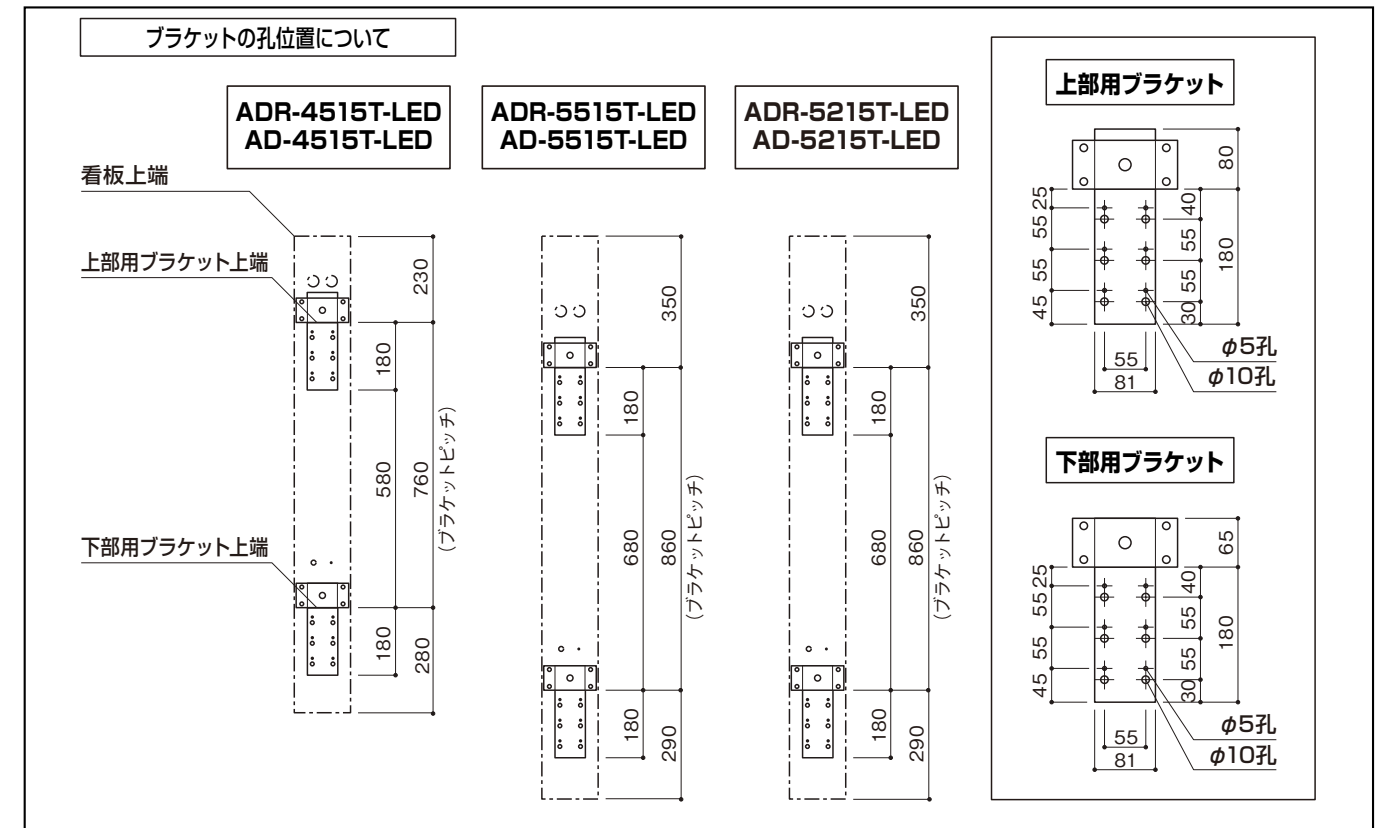 ブラケットの孔位置について
ADR-4515T-LED
AD-4515T-LED
ADR-5515T-LED
AD-5515T-LED
ADR-5215T-LED
AD-5215T-LED
看板上端
上部用ブラケット上端
下部用ブラケット上端
230
180
580
760
(ブラケットピッチ)
180
280
350
180
680
860
(ブラケットピッチ)
180
290
350
180
680
860
(ブラケットピッチ)
180
290
上部用ブラケット
80
25
40
55
55
180
55
55
45
30
φ5孔
55
φ10孔
81
下部用ブラケット
65
25
40
55
55
180
55
55
45
30
φ5孔
55
φ10孔
81